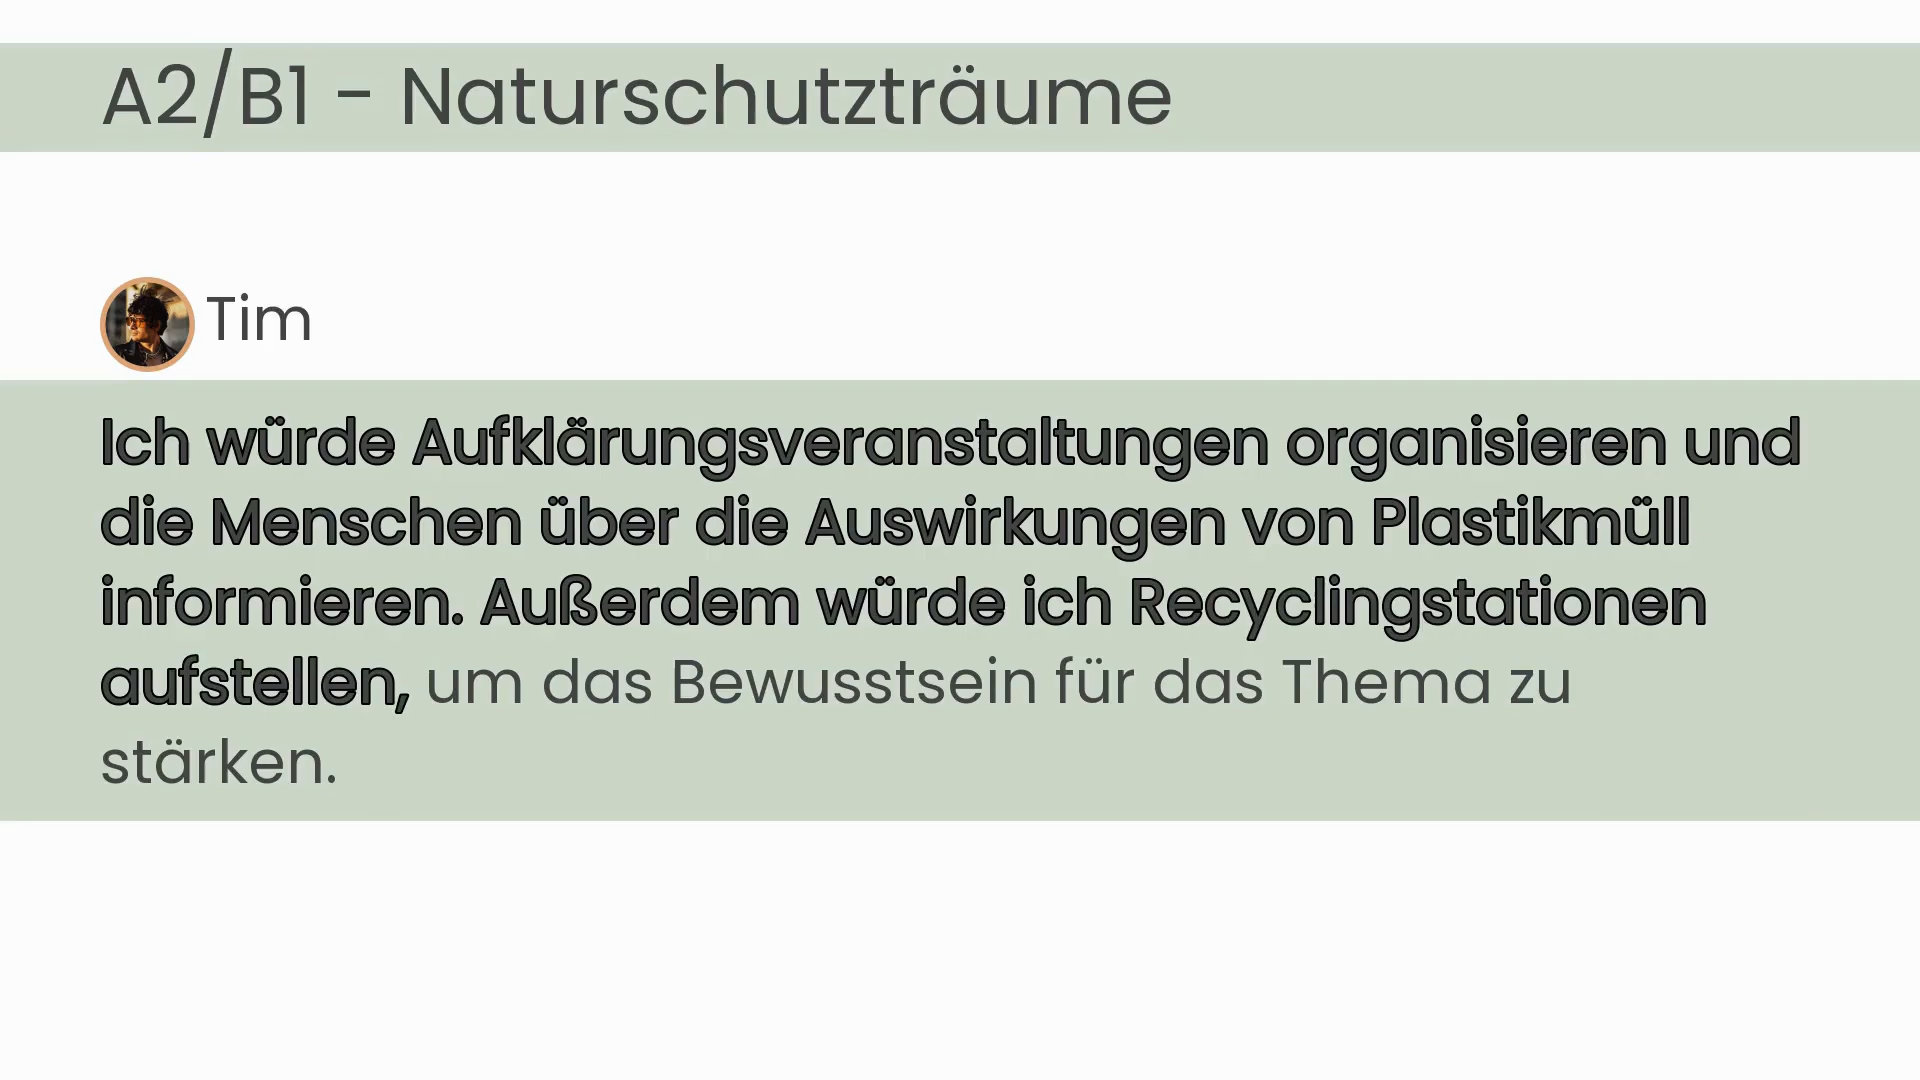 A2/B1 - Naturschutzträume
Tim
Ich würde Aufklärungsveranstaltungen organisieren und
die Menschen über die Auswirkungen von Plastikmüll
informieren. Außerdem würde ich Recyclingstationen
aufstellen, um das Bewusstsein für das Thema zu
stärken.